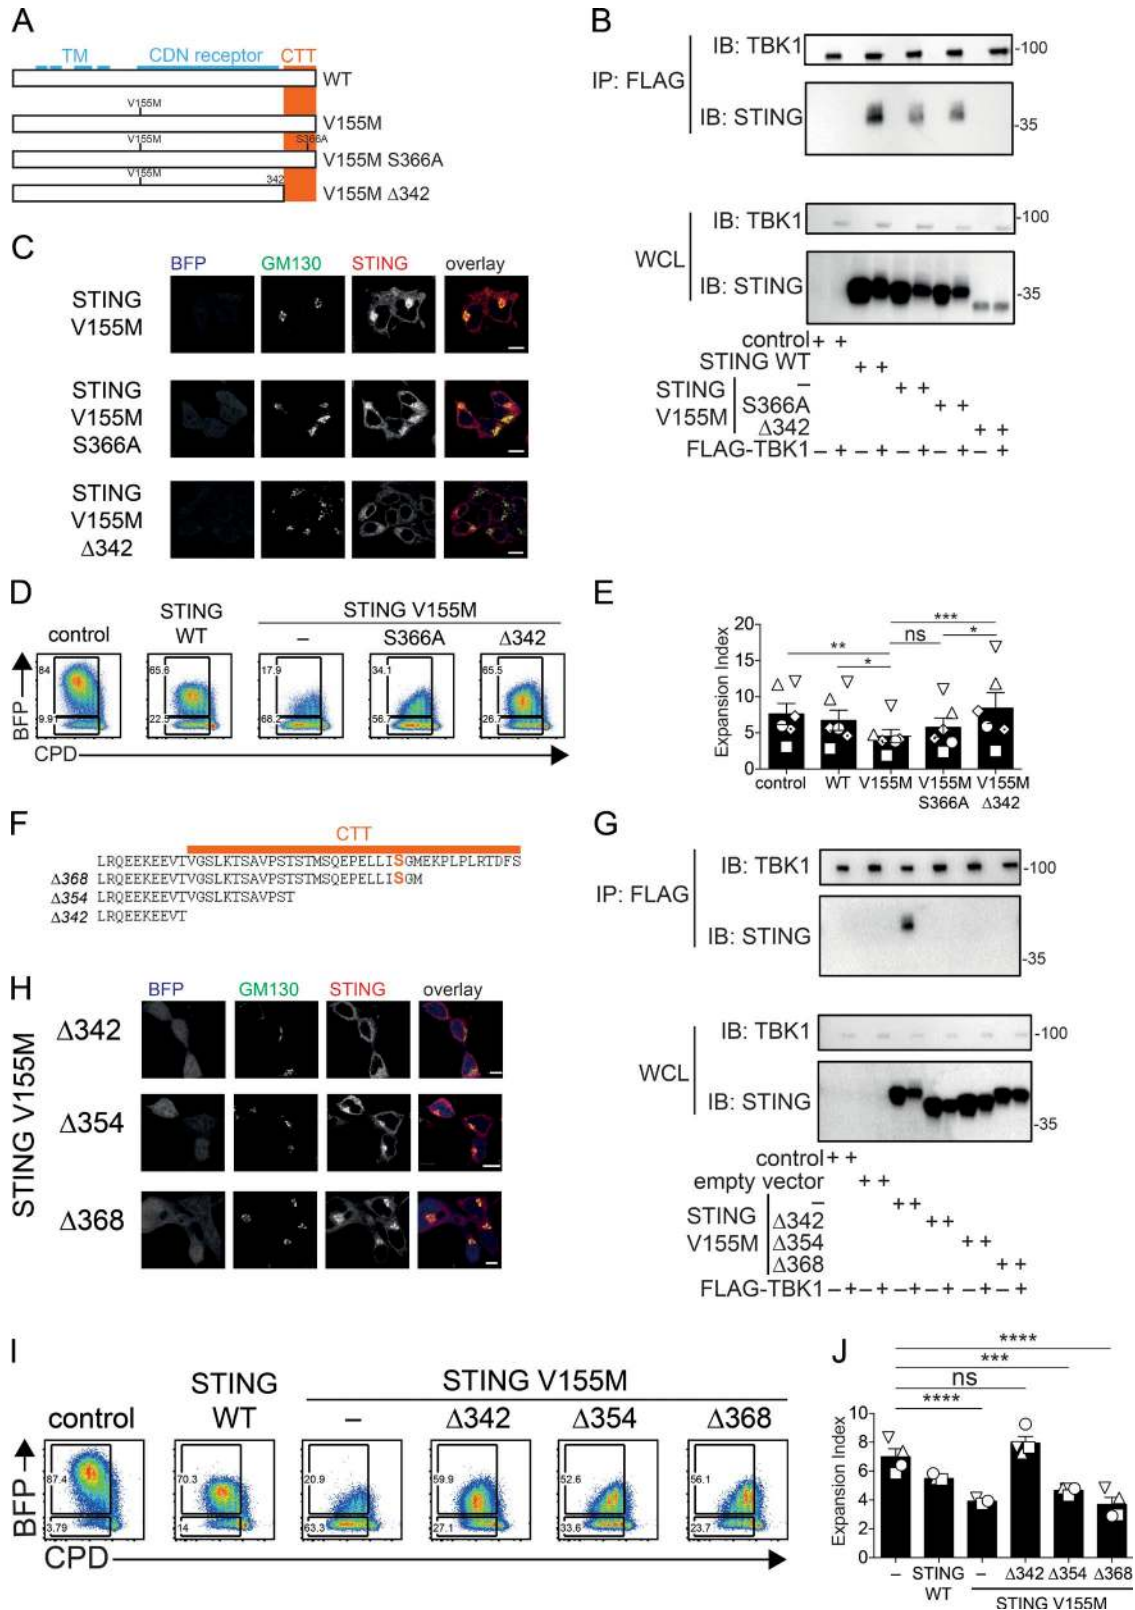 A
TM CDN receptor CTT
WT
V155M
V155M
V155M S366A
V155M S366A
V155M 342
V155M Δ342
B
IP: FLAG
IB: TBK1 -100
IB: STING -35
WCL
IB: TBK1 -100
IB: STING -35
control + +
STING WT + +
STING V155M
– + +
S366A + +
Δ342 + +
FLAG-TBK1 – + – + – + – + – +
C
BFP GM130 STING overlay
STING
V155M
STING
V155M
S366A
STING
V155M
Δ342
D
control
STING
WT
STING V155M
– S366A Δ342
84 65.6 17.9 34.1 65.5
9.91 22.5 68.2 56.7 26.7
BFP
CPD
E
Expansion Index
20
15
10
5
0
***
ns *
**
*
control WT V155M V155M V155M
S366A Δ342
F
CTT
LRQEEKEEVTVGSLKTSAVPSTSTMSQEPELLISGMEKPLPLRTDFS
Δ368 LRQEEKEEVTVGSLKTSAVPSTSTMSQEPELLISGM
Δ354 LRQEEKEEVTVGSLKTSAVPST
Δ342 LRQEEKEEVT
G
IP: FLAG
IB: TBK1 -100
IB: STING -35
WCL
IB: TBK1 -100
IB: STING -35
control + +
empty vector + +
STING V155M
– + +
Δ342 + +
Δ354 + +
Δ368 + +
FLAG-TBK1 – + – + – + – + – + – +
H
BFP GM130 STING overlay
STING V155M
Δ342
Δ354
Δ368
I
control
STING
WT
STING V155M
– Δ342 Δ354 Δ368
87.4 70.3 20.9 59.9 52.6 56.1
3.79 14 63.3 27.1 33.6 23.7
BFP
CPD
J
****
***
ns
****
Expansion Index
10
8
6
4
2
0
– STING – Δ342 Δ354 Δ368
WT
STING V155M